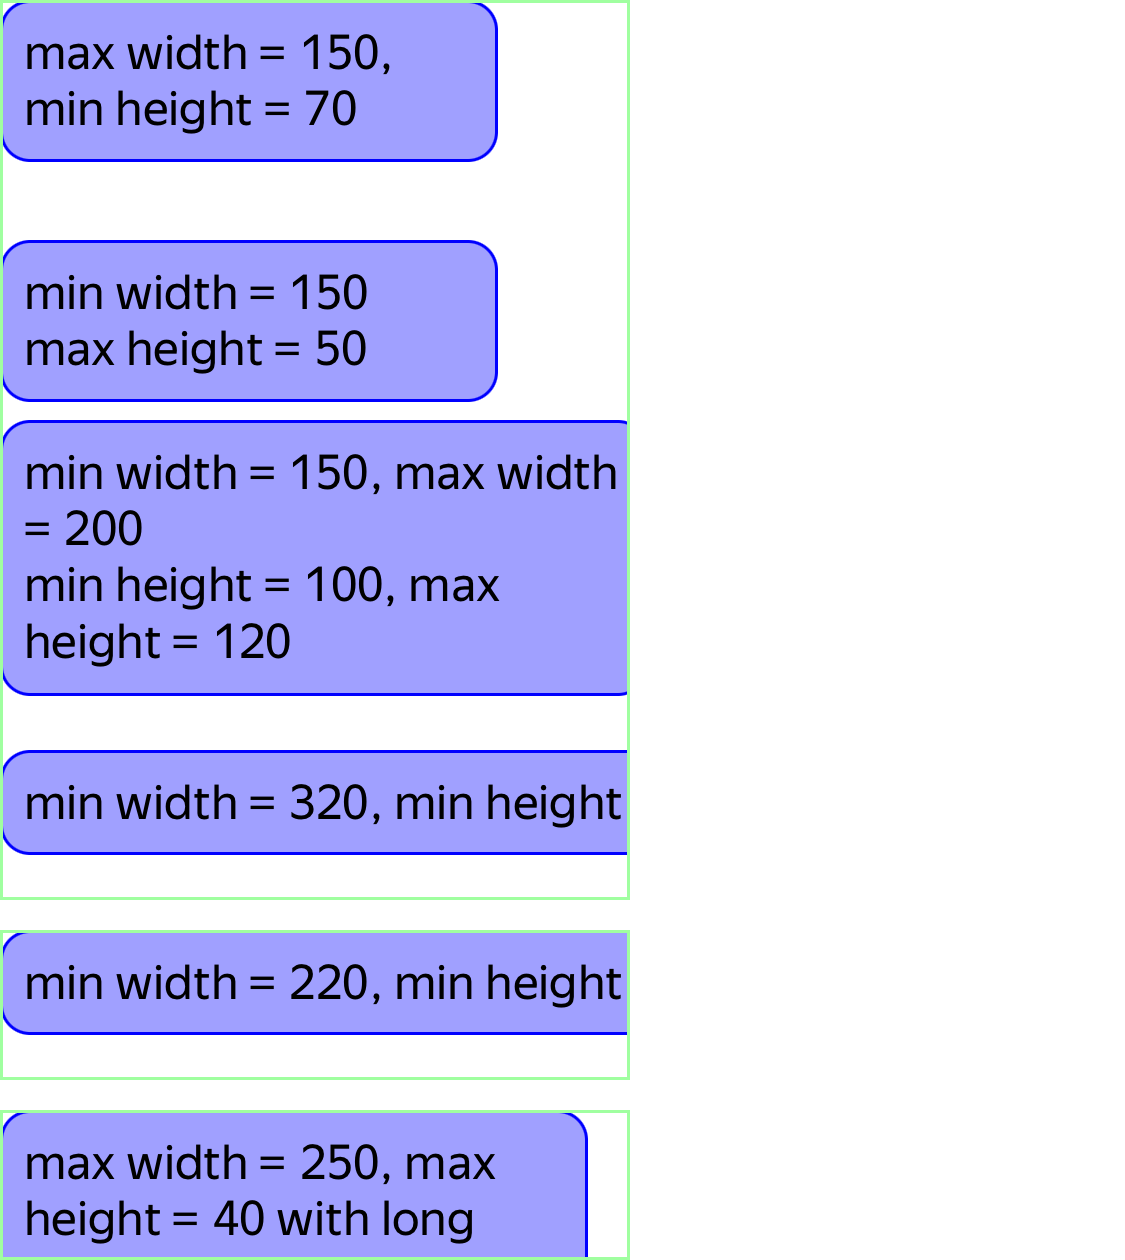 max width = 150,
min height = 70
min width = 150
max height = 50
min width = 150, max width
= 200
min height = 100, max
height = 120
min width = 320, min height
min width = 220, min height
max width = 250, max
height = 40 with long